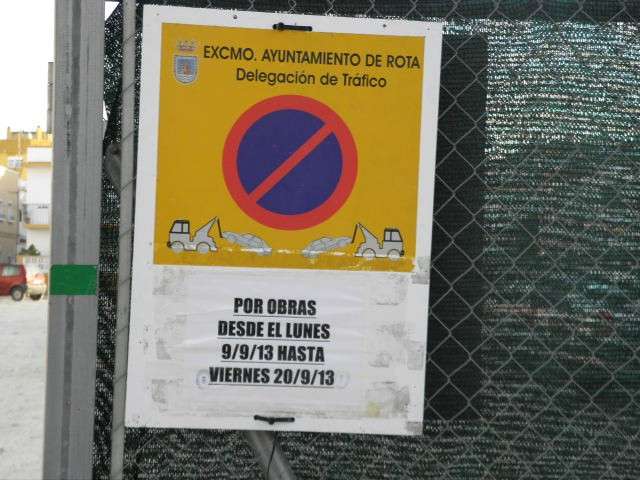 EXCMO. AYUNTAMIENTO DE ROTA
Delegación de Tráfico
POR OBRAS
DESDE EL LUNES
9/9/13 HASTA
VIERNES 20/9/13